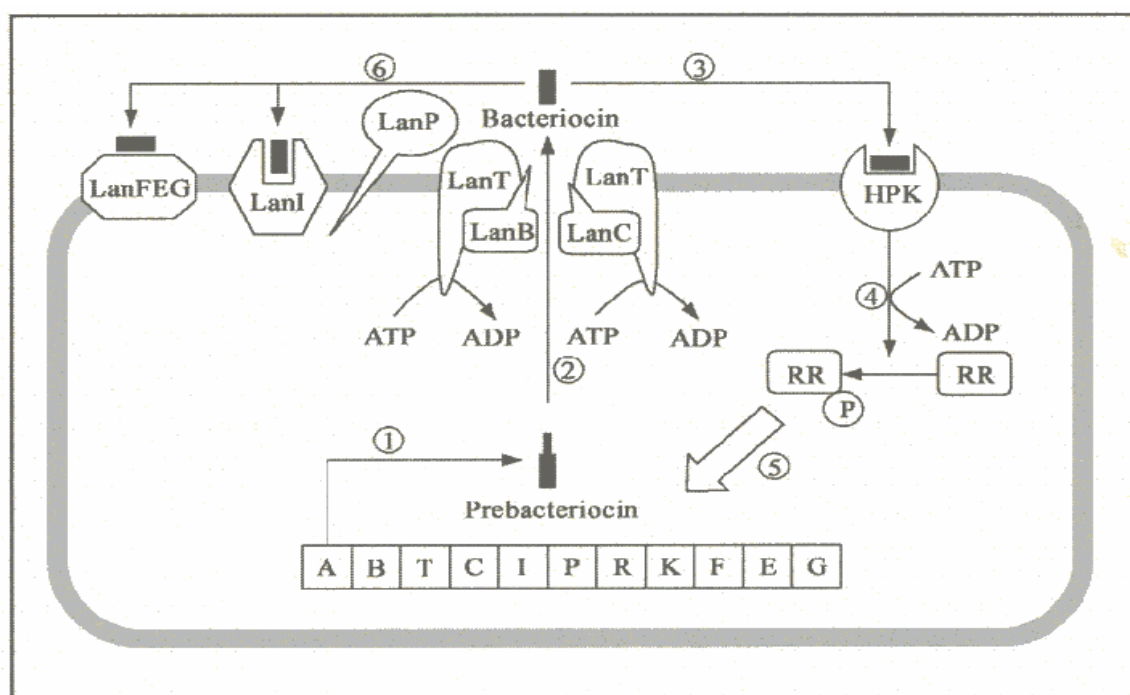 ⑥
③
LanP
Bacteriocin
LanFEG
LanI
LanT
LanT
HPK
LanB
LanC
ATP
④
ATP
ADP
ATP
ADP
ADP
②
RR
RR
P
①
⑤
Prebacteriocin
A B T C I P R K F E G